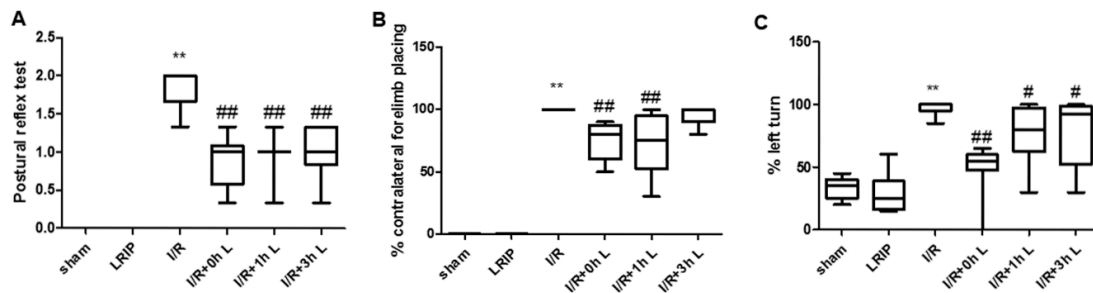 A
Postural reflex test
2.5
2.0
1.5
1.0
0.5
0.0
**
##
##
##
sham
LRIP
I/R
I/R+0h L
I/R+1h L
I/R+3h L
B
% contralateral forelimb placing
150
100
50
0
**
##
##
sham
LRIP
I/R
I/R+0h L
I/R+1h L
I/R+3h L
C
% left turn
150
100
50
0
**
##
#
#
sham
LRIP
I/R
I/R+0h L
I/R+1h L
I/R+3h L